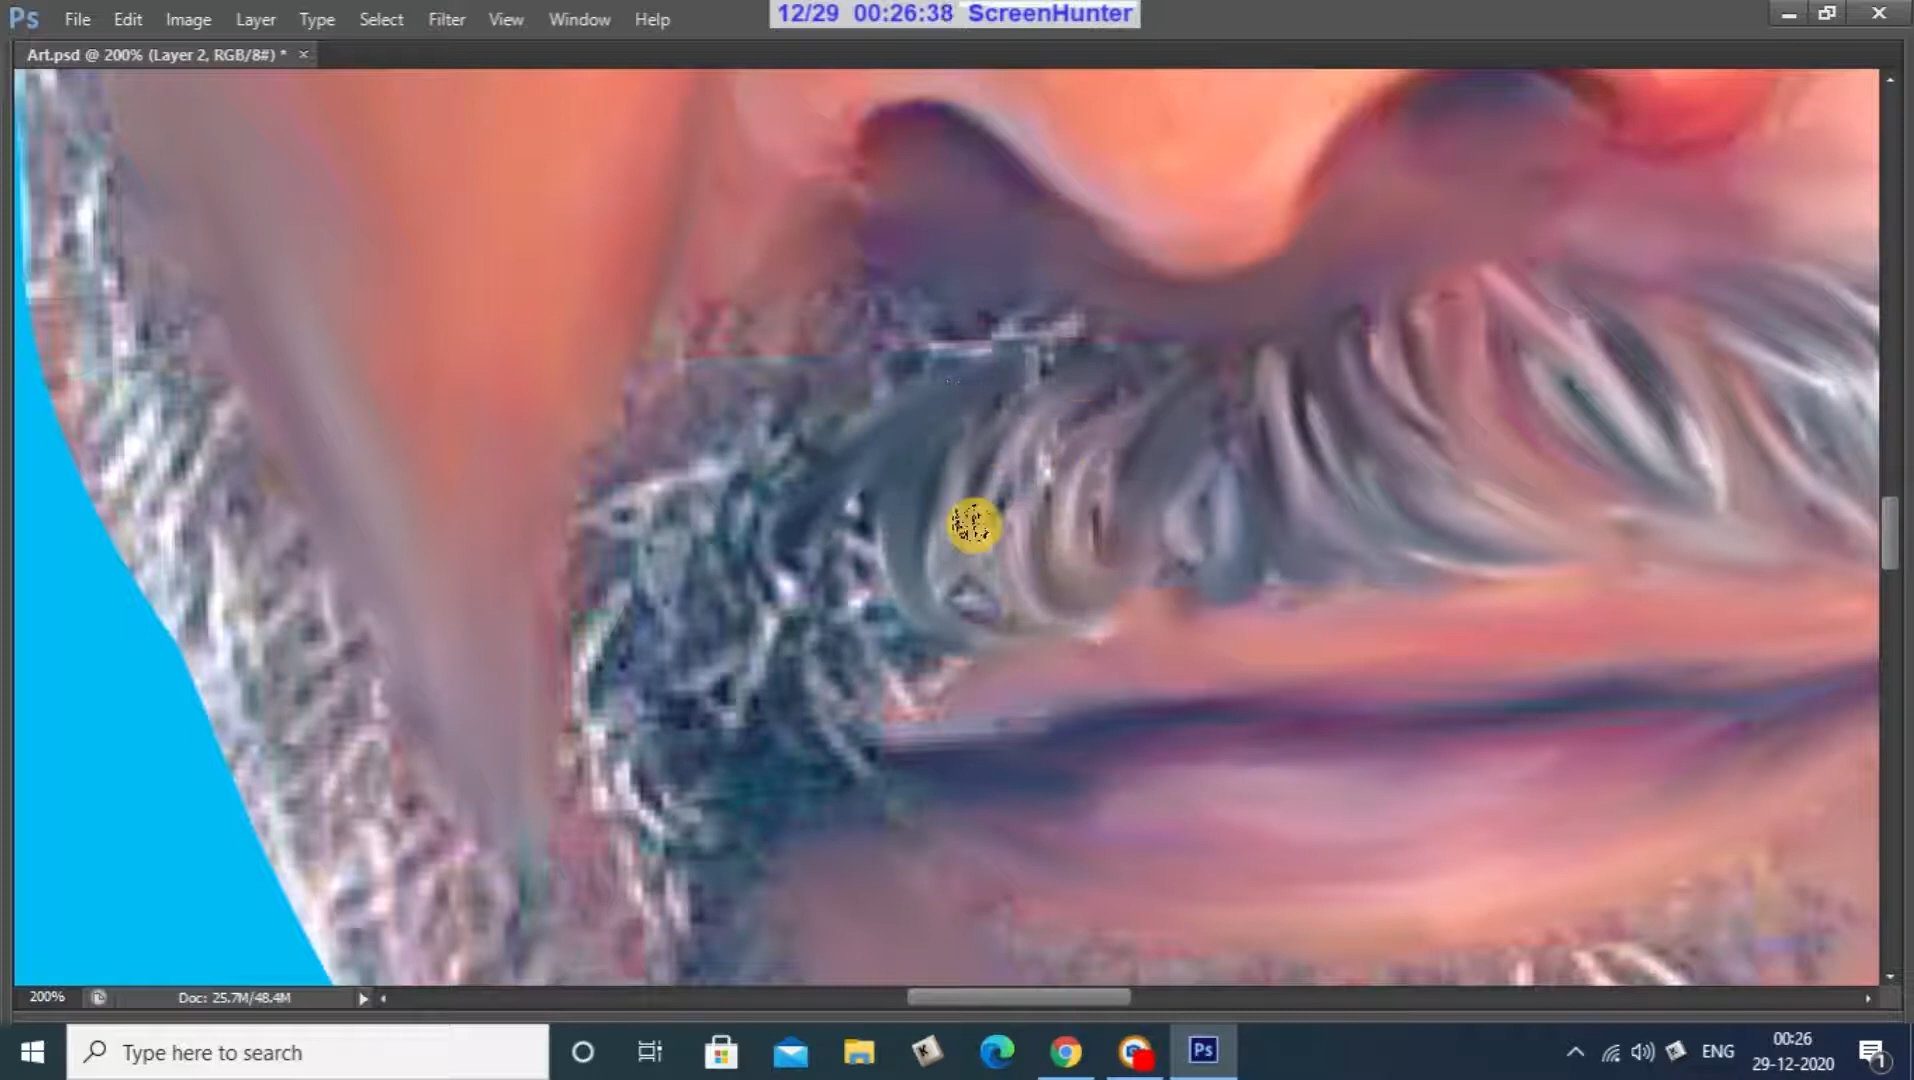 Ps File Edit Image Layer Type Select Filter View Window Help
12/29 00:26:38 ScreenHunter
Art.psd @ 200% (Layer 2, RGB/8#) * ×
200% Doc: 25.7M/48.4M
Type here to search
Ps
K
ENG
00:26
29-12-2020
1